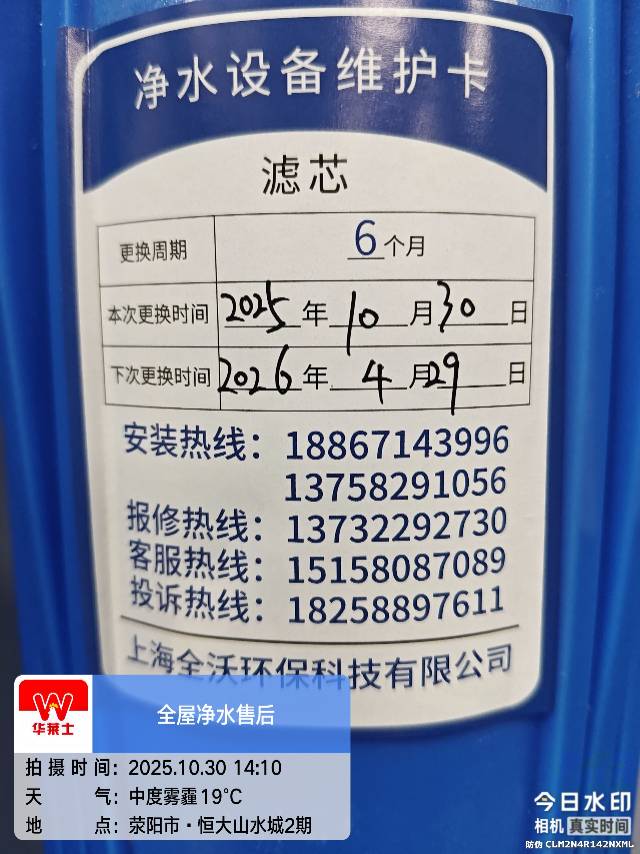 净水设备维护卡
滤芯
更换周期 6个月
本次更换时间 2025年10月30日
下次更换时间 2026年4月29日
安装热线：18867143996
13758291056
报修热线：13732292730
客服热线：15158087089
投诉热线：18258897611
上海全沃环保科技有限公司
华莱士
全屋净水售后
拍摄时间：2025.10.30 14:10
天气：中度雾霾19℃
地点：荥阳市·恒大山水城2期
今日水印
相机 真实时间
防伪 CLM2N4R142NXML